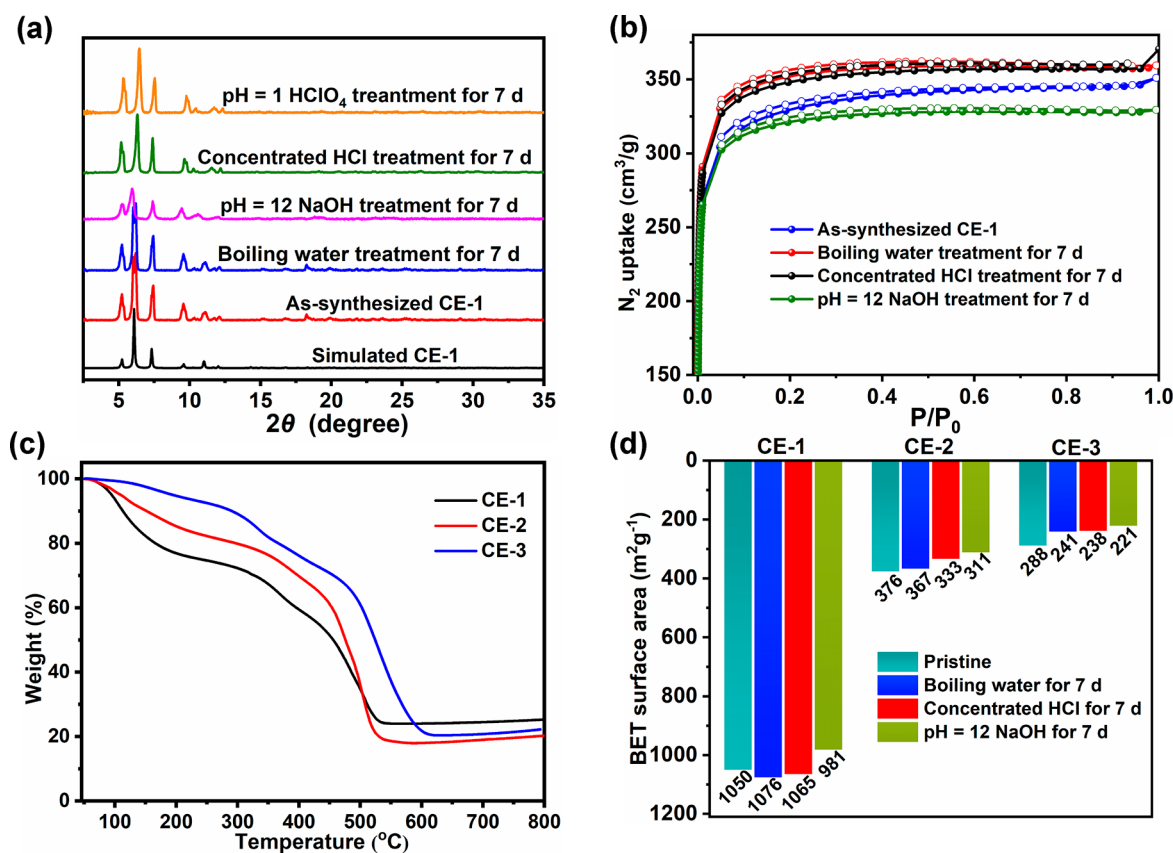 (a)
pH = 1 HClO4 treantment for 7 d
Concentrated HCl treatment for 7 d
pH = 12 NaOH treatment for 7 d
Boiling water treatment for 7 d
As-synthesized CE-1
Simulated CE-1
5 10 15 20 25 30 35
2θ (degree)
(b)
N2 uptake (cm3/g)
350
300
250
200
150
As-synthesized CE-1
Boiling water treatment for 7 d
Concentrated HCl treatment for 7 d
pH = 12 NaOH treatment for 7 d
0.0 0.2 0.4 0.6 0.8 1.0
P/P0
(c)
Weight (%)
100
80
60
40
20
0
CE-1
CE-2
CE-3
100 200 300 400 500 600 700 800
Temperature (oC)
(d)
CE-1 CE-2 CE-3
BET surface area (m2g-1)
0
200
400
600
800
1000
1200
1050 1076 1065 981
376 367 333 311
288 241 238 221
Pristine
Boiling water for 7 d
Concentrated HCl for 7 d
pH = 12 NaOH for 7 d